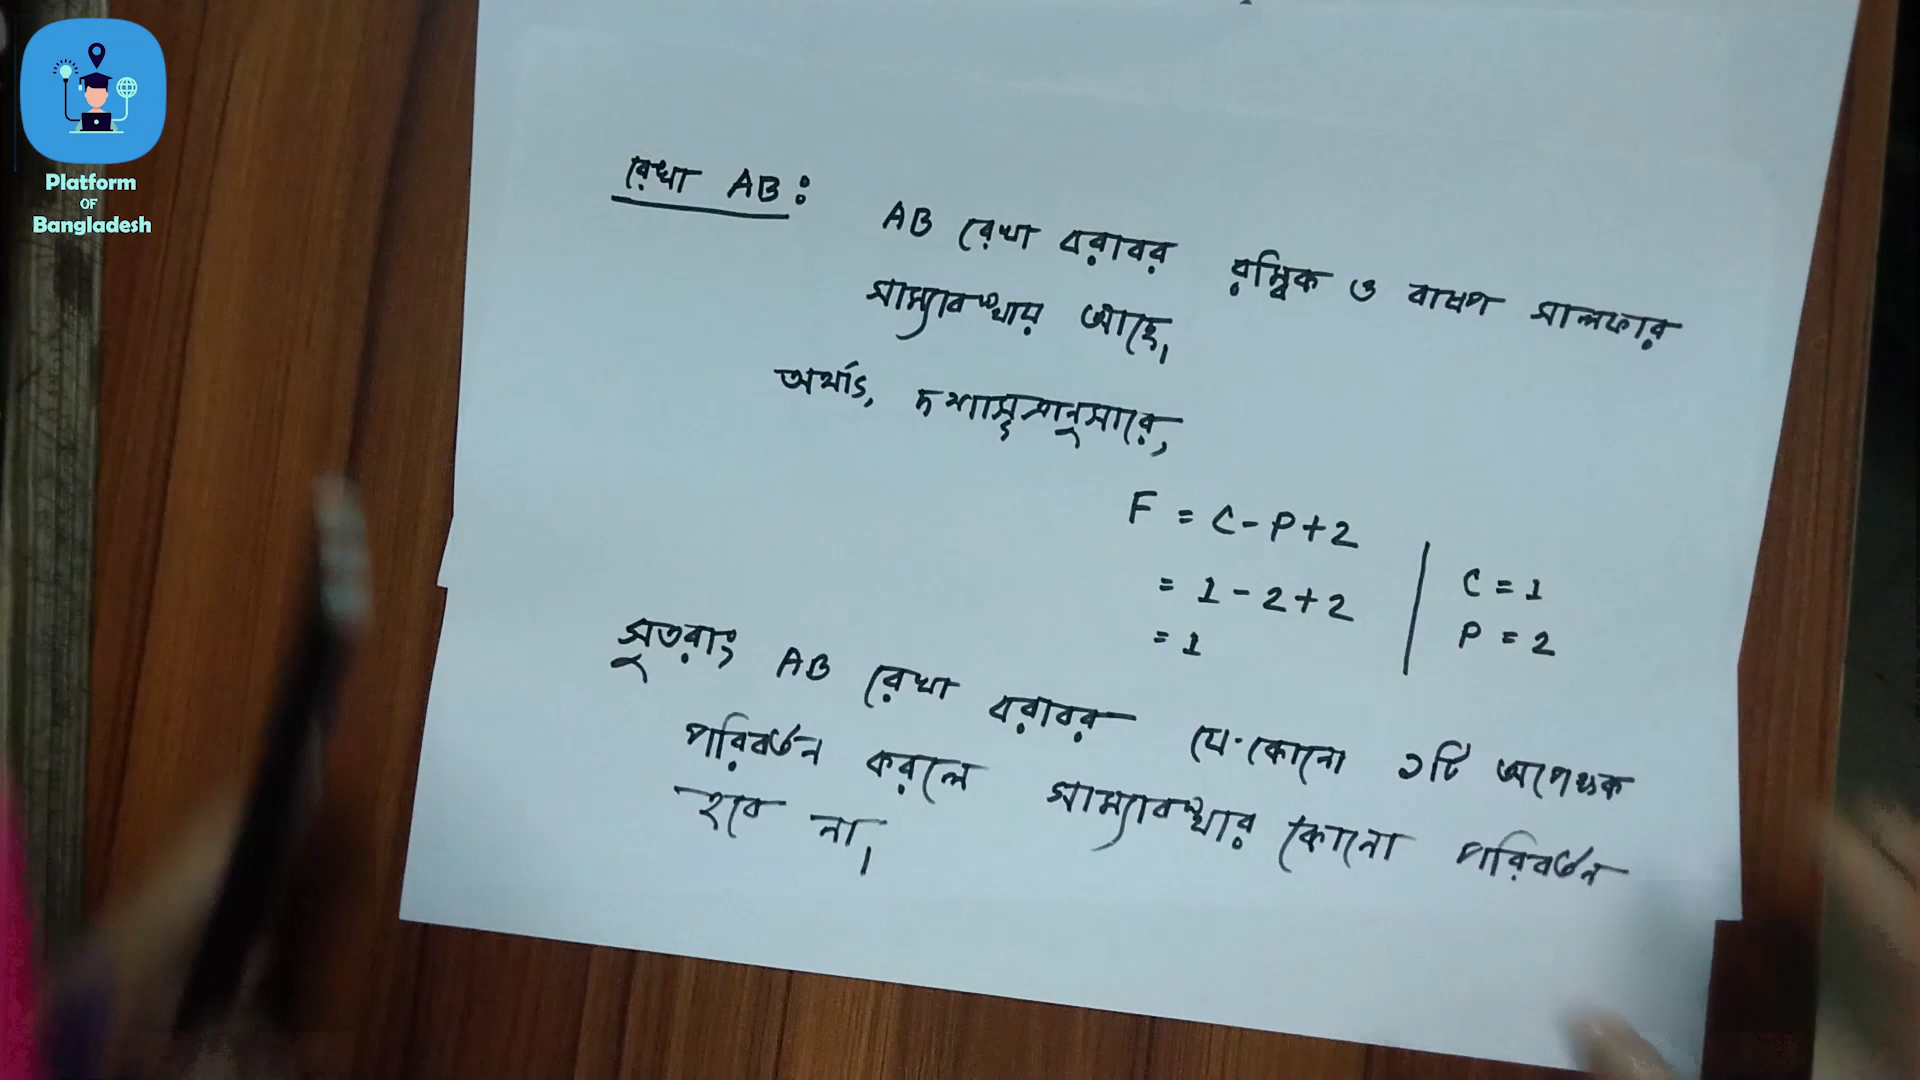 Platform
OF
Bangladesh
রেখা AB:
AB রেখা বরাবর রম্বিক ও বাষ্প সালফার
সাম্যাবস্থায় আছে।
অর্থাৎ, দশাসূত্রানুসারে,
F = C-P+2
= 1-2+2
= 1
C = 1
P = 2
সুতরাং AB রেখা বরাবর যে-কোনো ১টি অপেক্ষক
পরিবর্তন করলে সাম্যাবস্থার কোনো পরিবর্তন
হবে না।